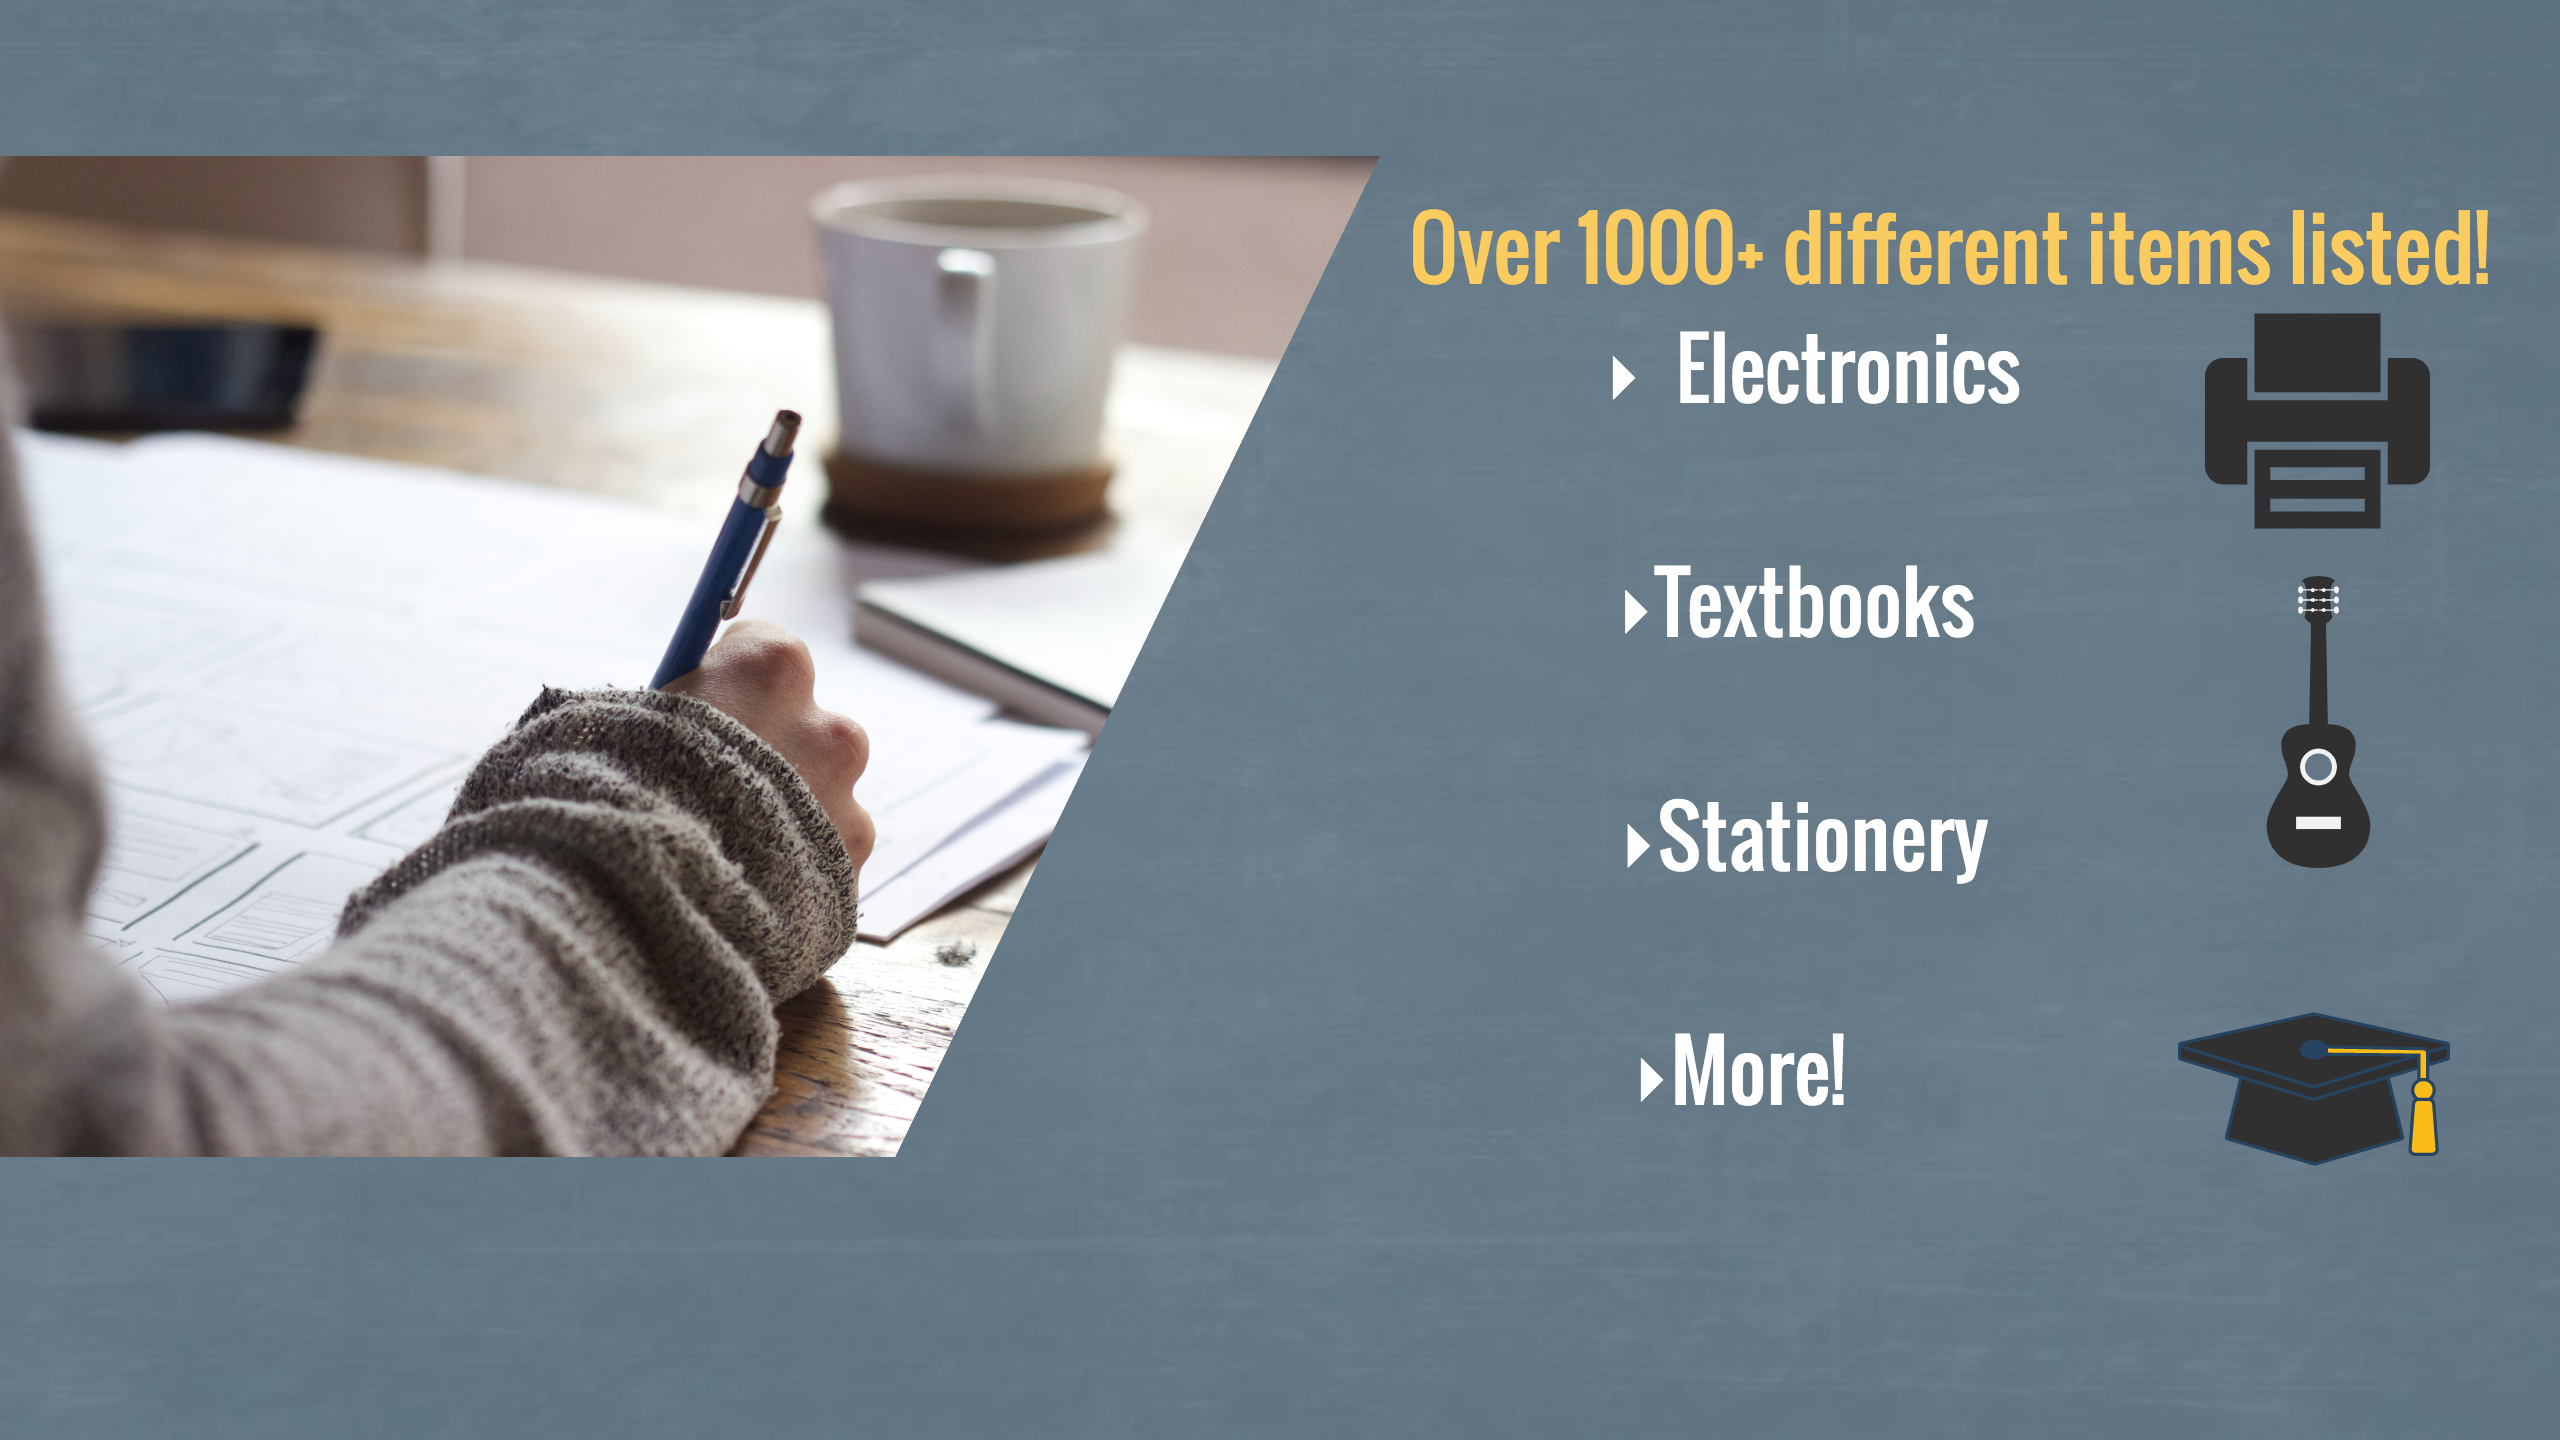 Over 1000+ different items listed!
Electronics
Textbooks
Stationery
More!